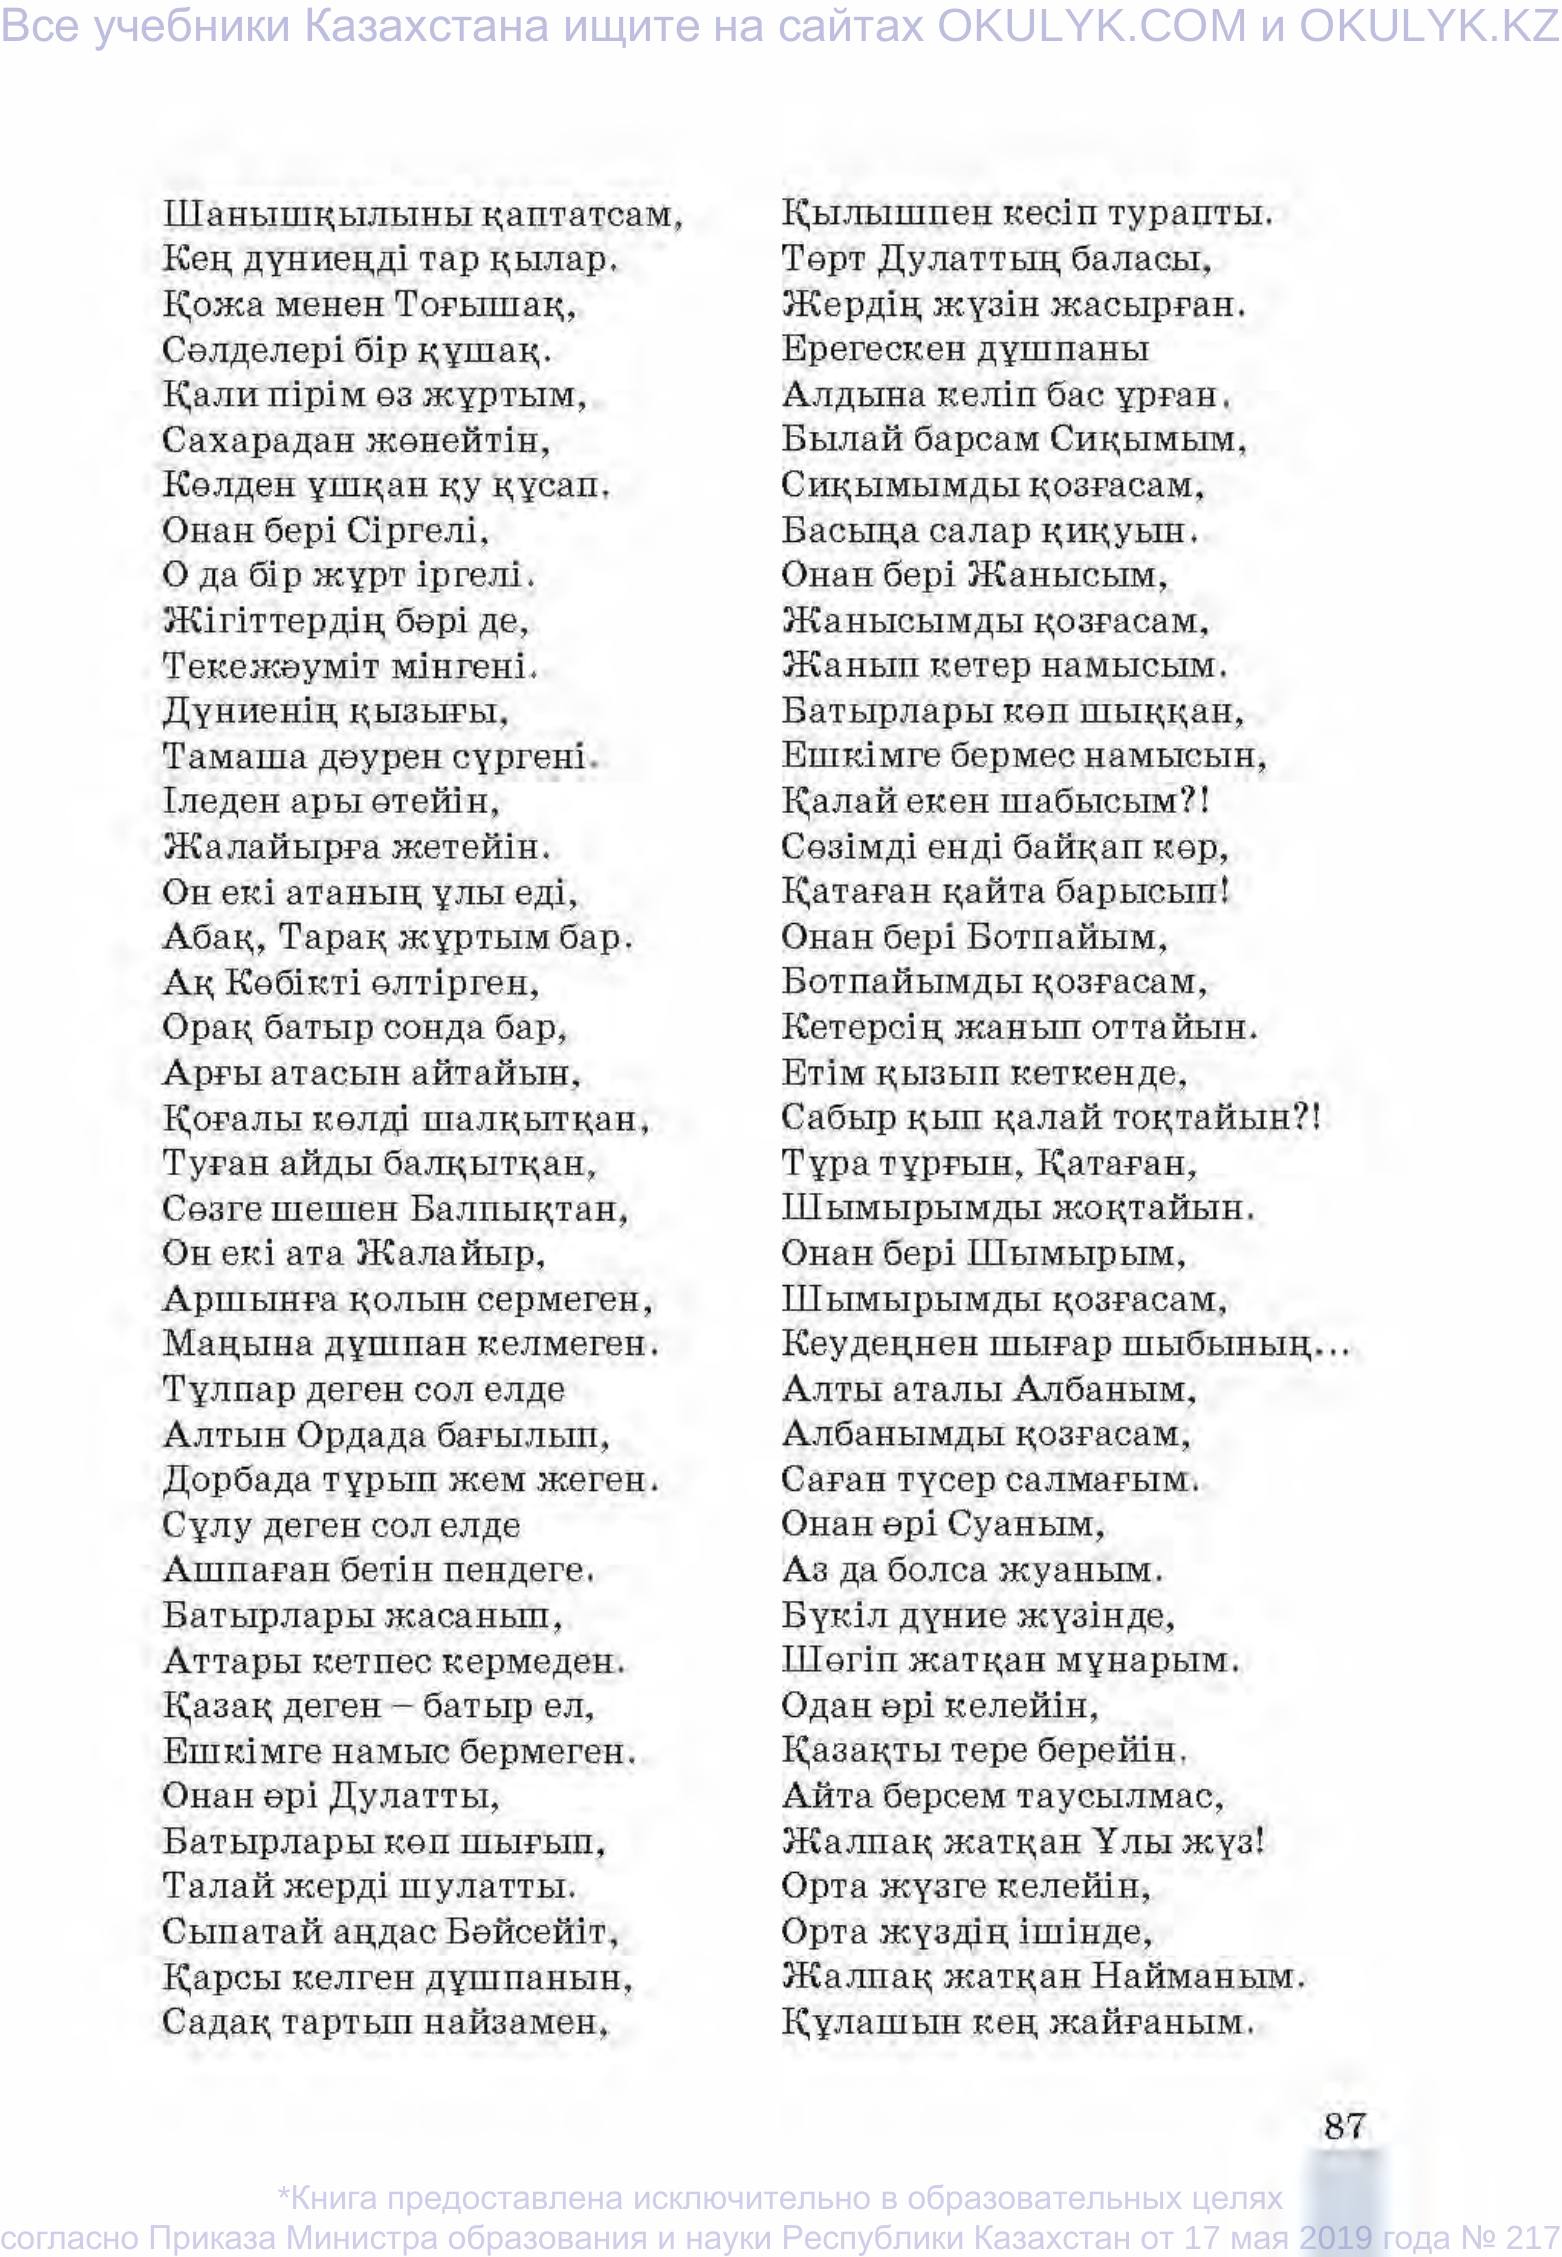 Все учебники Казахстана ищите на сайтах OKULYK.COM и OKULYK.KZ
Шанышқылыны қаптатсам,
Кең дүниеңді тар қылар.
Қожа менен Тоғышақ,
Сәлделері бір құшақ.
Қали пірім өз жұртым,
Сахарадан жөнейтін,
Көлден ұшқан қу құсап.
Онан бері Сіргелі,
О да бір жұрт іргелі.
Жігіттердің бәрі де,
Текежәуміт мінгені.
Дүниенің қызығы,
Тамаша дәурен сүргені.
Іледен ары өтейін,
Жалайырға жетейін.
Он екі атаның ұлы еді,
Абақ, Тарақ жұртым бар.
Ақ Көбікті өлтірген,
Орақ батыр сонда бар,
Арғы атасын айтайын,
Қоғалы көлді шалқытқан,
Туған айды балқытқан,
Сөзге шешен Балпықтан,
Он екі ата Жалайыр,
Аршынға қолын сермеген,
Маңына дұшпан келмеген.
Тұлпар деген сол елде
Алтын Ордада бағылып,
Дорбада тұрып жем жеген.
Сұлу деген сол елде
Ашпаған бетін пендеге.
Батырлары жасанып,
Аттары кетпес кермеден.
Қазақ деген – батыр ел,
Ешкімге намыс бермеген.
Онан әрі Дулатты,
Батырлары көп шығып,
Талай жерді шулатты.
Сыпатай аңдас Бәйсейіт,
Қарсы келген дұшпанын,
Садақ тартып найзамен,
Қылышпен кесіп турапты.
Төрт Дулаттың баласы,
Жердің жүзін жасырған.
Ерегескен дұшпаны
Алдына келіп бас ұрған.
Былай барсам Сиқымым,
Сиқымымды қозғасам,
Басыңа салар қиқуын.
Онан бері Жанысым,
Жанысымды қозғасам,
Жанып кетер намысым.
Батырлары көп шыққан,
Ешкімге бермес намысын,
Қалай екен шабысым?!
Сөзімді енді байқап көр,
Қатаған қайта барысып!
Онан бері Ботпайым,
Ботпайымды қозғасам,
Кетерсің жанып оттайын.
Етім қызып кеткенде,
Сабыр қып қалай тоқтайын?!
Тұра тұрғын, Қатаған,
Шымырымды жоқтайын.
Онан бері Шымырым,
Шымырымды қозғасам,
Кеудеңнен шығар шыбының...
Алты аталы Албаным,
Албанымды қозғасам,
Саған түсер салмағым.
Онан әрі Суаным,
Аз да болса жуаным.
Бүкіл дүние жүзінде,
Шөгіп жатқан мұнарым.
Одан әрі келейін,
Қазақты тере берейін.
Айта берсем таусылмас,
Жалпақ жатқан Ұлы жүз!
Орта жүзге келейін,
Орта жүздің ішінде,
Жалпақ жатқан Найманым.
Құлашын кең жайғаным.
87
*Книга предоставлена исключительно в образовательных целях
согласно Приказа Министра образования и науки Республики Казахстан от 17 мая 2019 года № 217